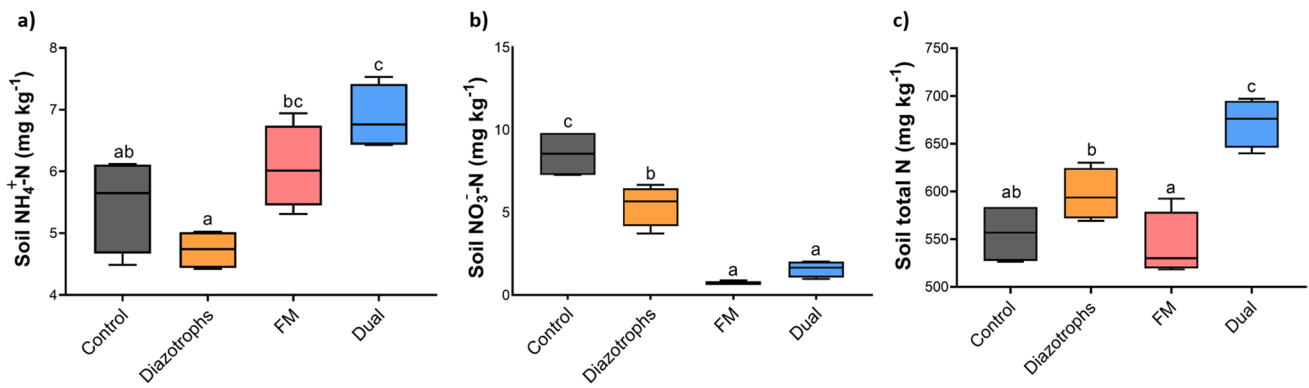 a)
Soil NH₄⁺-N (mg kg⁻¹)
8
7
6
5
4
ab
a
bc
c
Control
Diazotrophs
FM
Dual
b)
Soil NO₃⁻-N (mg kg⁻¹)
15
10
5
0
c
b
a
a
Control
Diazotrophs
FM
Dual
c)
Soil total N (mg kg⁻¹)
750
700
650
600
550
500
ab
b
a
c
Control
Diazotrophs
FM
Dual